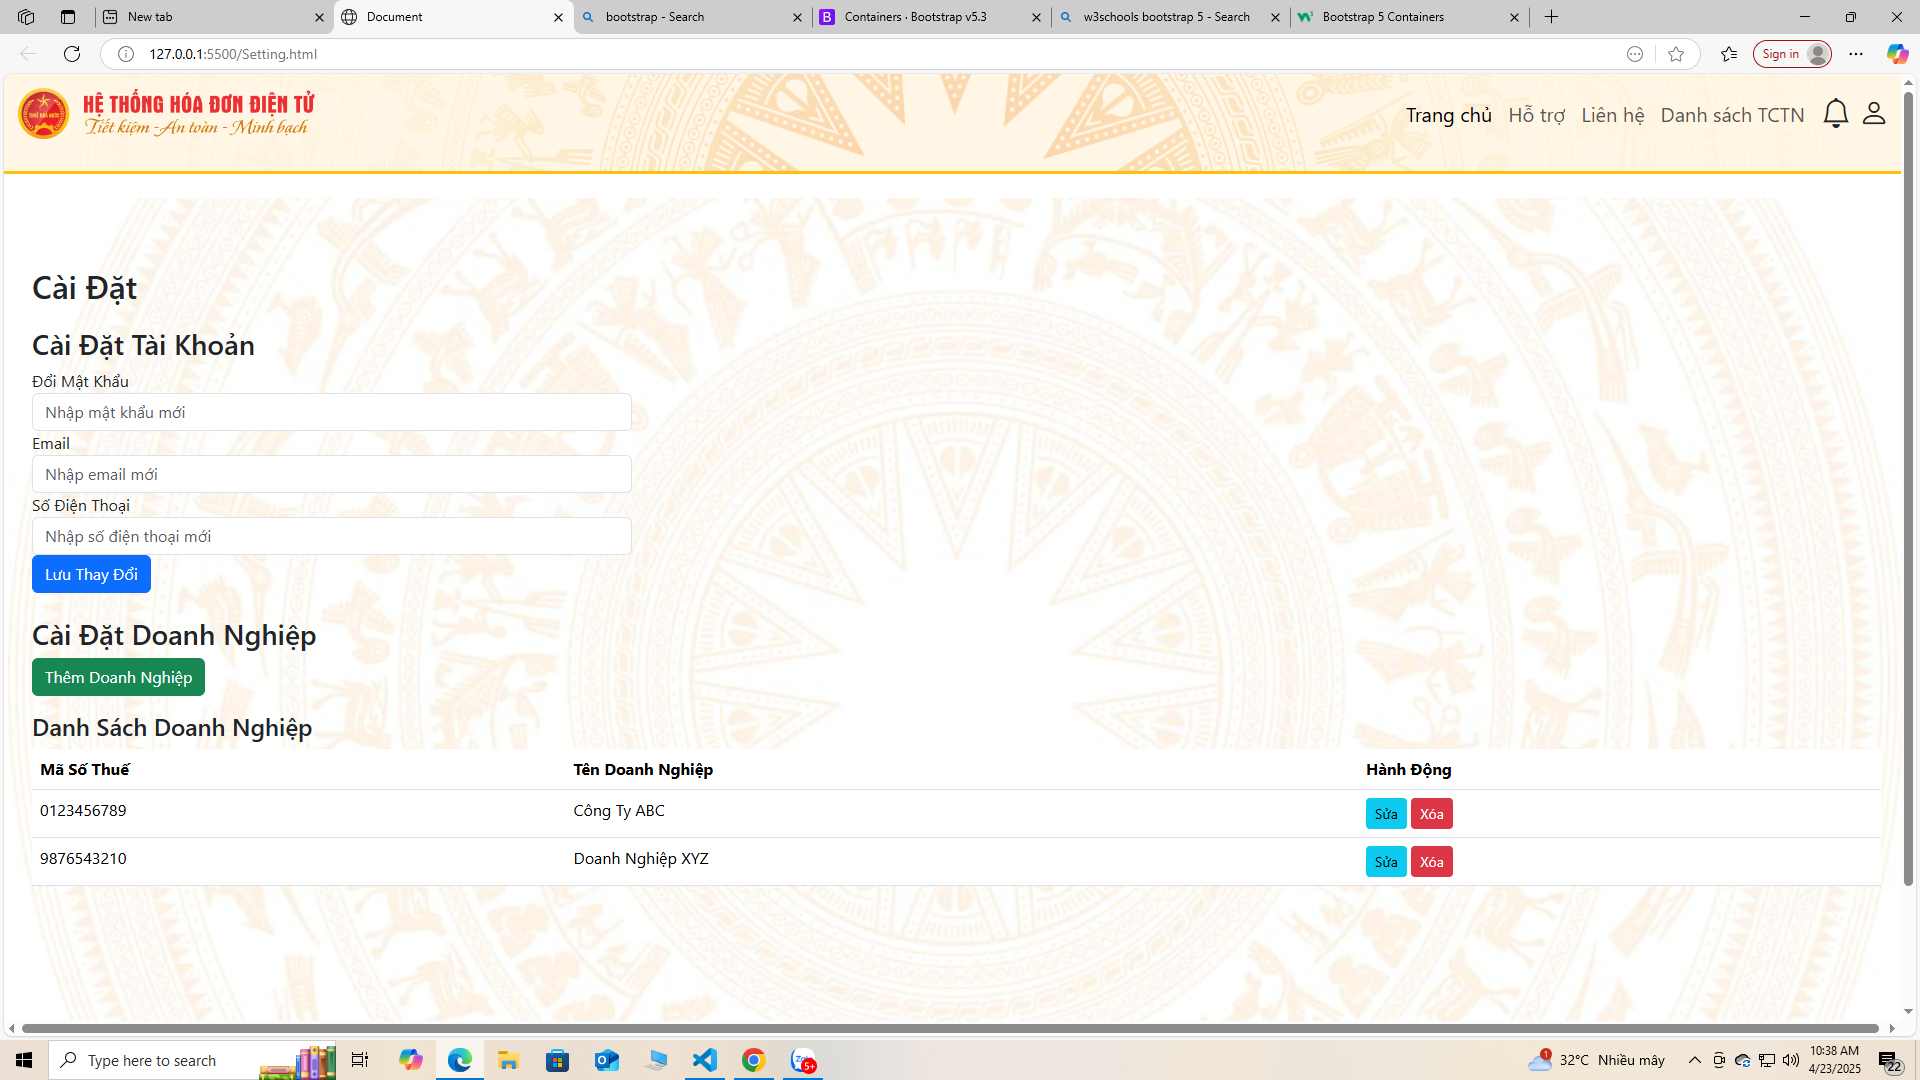 New tab
Document
bootstrap - Search
Containers · Bootstrap v5.3
w3schools bootstrap 5 - Search
Bootstrap 5 Containers
127.0.0.1:5500/Setting.html
Sign in
HỆ THỐNG HÓA ĐƠN ĐIỆN TỬ
Tiết kiệm - An toàn - Minh bạch
Trang chủ Hỗ trợ Liên hệ Danh sách TCTN
Cài Đặt
Cài Đặt Tài Khoản
Đổi Mật Khẩu
Nhập mật khẩu mới
Email
Nhập email mới
Số Điện Thoại
Nhập số điện thoại mới
Lưu Thay Đổi
Cài Đặt Doanh Nghiệp
Thêm Doanh Nghiệp
Danh Sách Doanh Nghiệp
Mã Số Thuế Tên Doanh Nghiệp Hành Động
0123456789 Công Ty ABC Sửa Xóa
9876543210 Doanh Nghiệp XYZ Sửa Xóa
Type here to search
Zalo
5+
1
32°C Nhiều mây
10:38 AM
4/23/2025
22